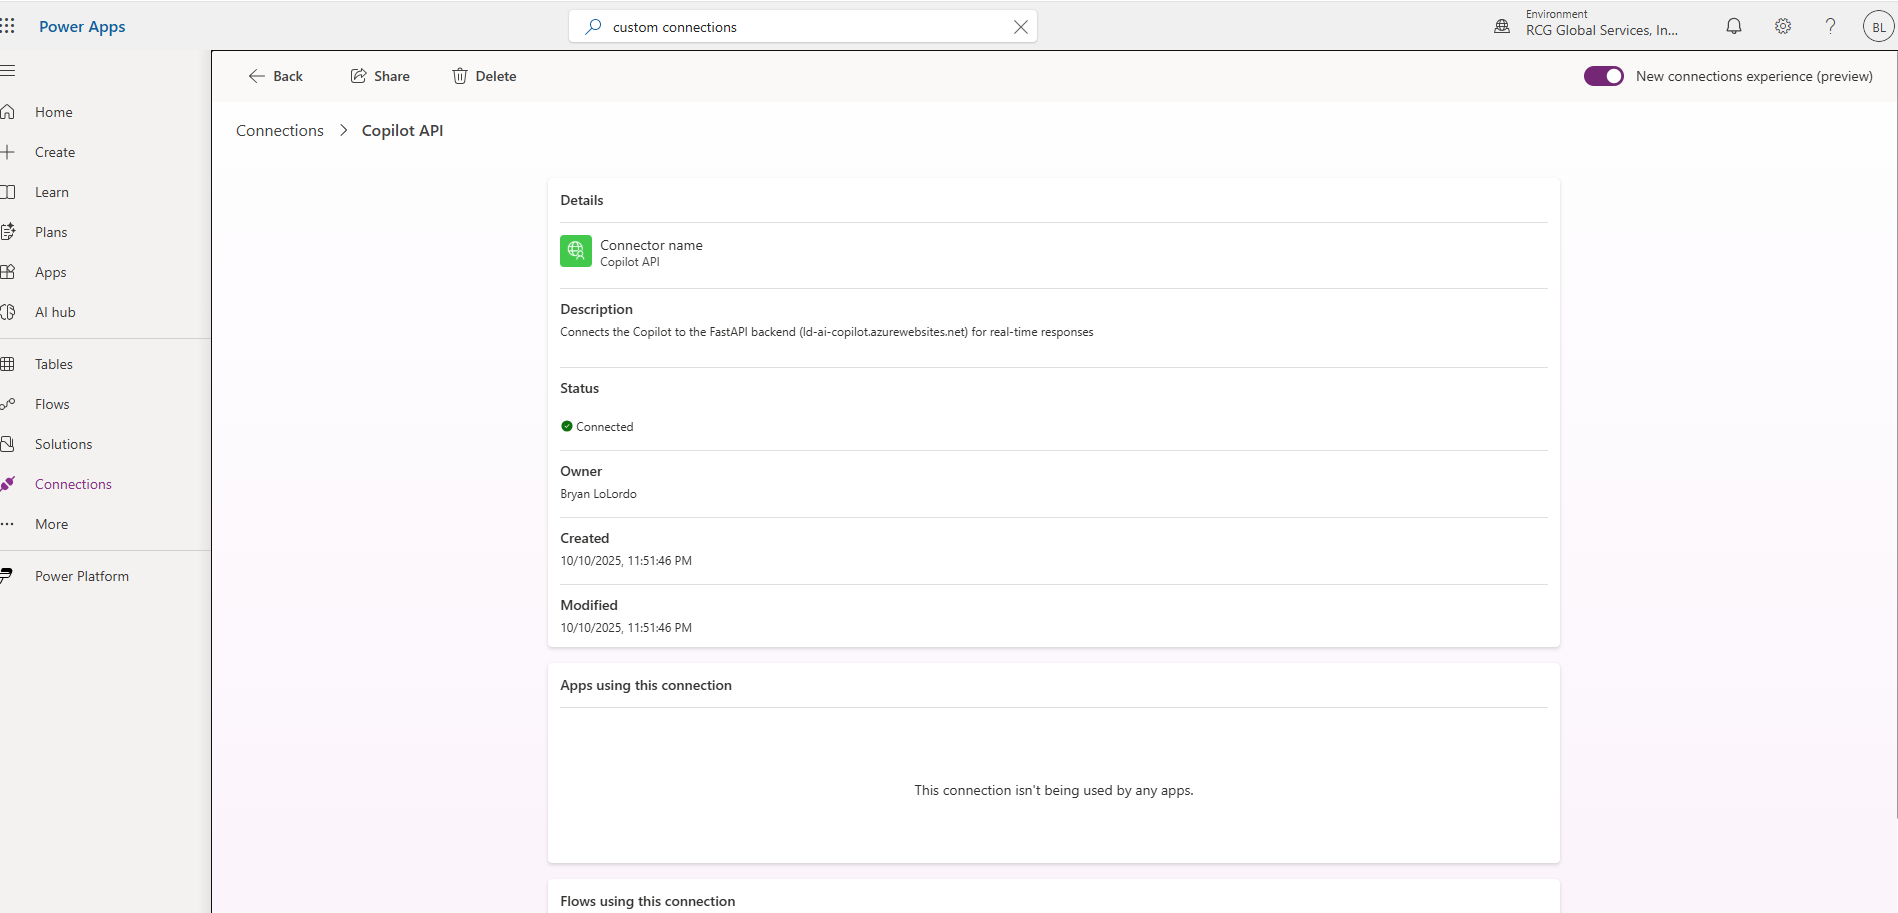 Power Apps
custom connections
Environment
RCG Global Services, In...
BL
Back
Share
Delete
New connections experience (preview)
Home
Create
Learn
Plans
Apps
AI hub
Tables
Flows
Solutions
Connections
More
Power Platform
Connections > Copilot API
Details
Connector name
Copilot API
Description
Connects the Copilot to the FastAPI backend (ld-ai-copilot.azurewebsites.net) for real-time responses
Status
Connected
Owner
Bryan LoLordo
Created
10/10/2025, 11:51:46 PM
Modified
10/10/2025, 11:51:46 PM
Apps using this connection
This connection isn't being used by any apps.
Flows using this connection